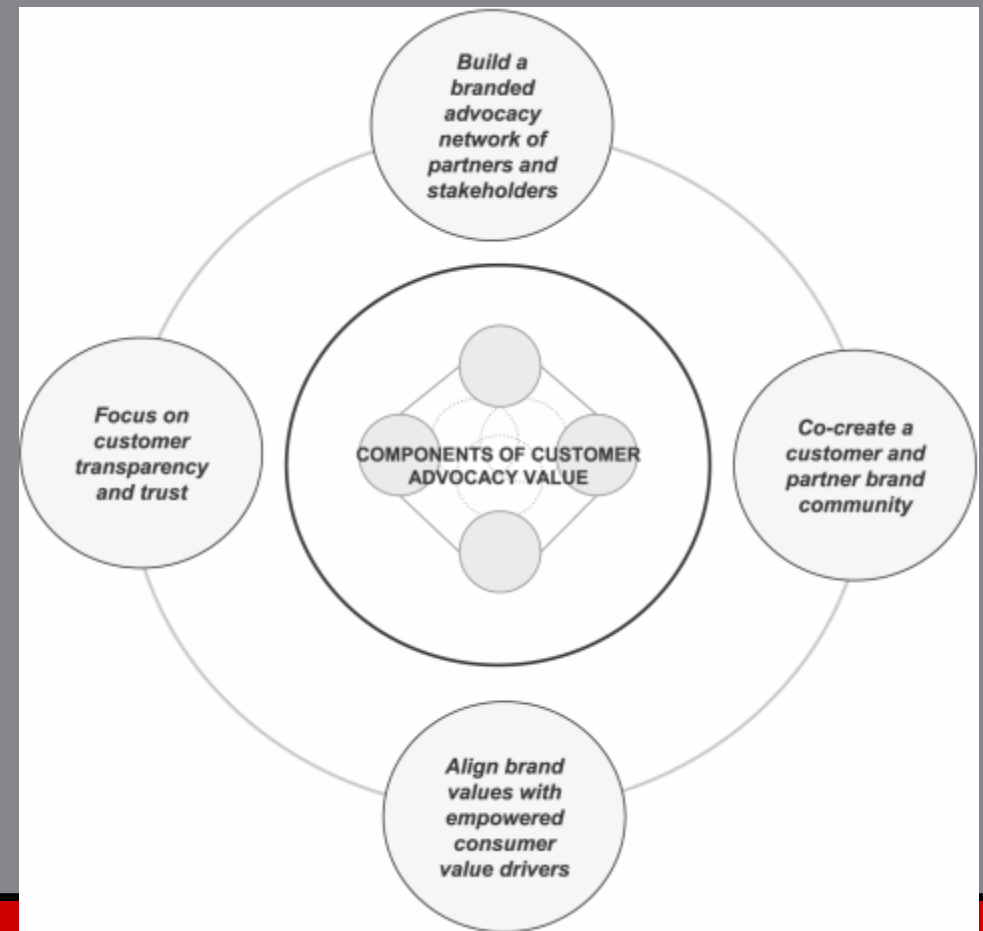 Build a
branded
advocacy
network of
partners and
stakeholders
Focus on
customer
transparency
and trust
COMPONENTS OF CUSTOMER
ADVOCACY VALUE
Co-create a
customer and
partner brand
community
Align brand
values with
empowered
consumer
value drivers